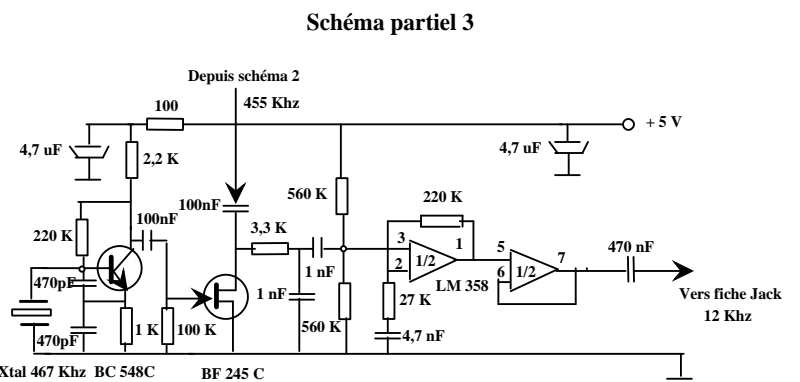 Schéma partiel 3
Depuis schéma 2
455 Khz
100
+ 5 V
4,7 uF
2,2 K
4,7 uF
560 K
220 K
100nF
100nF
220 K
3,3 K
3
1
5
7
470 nF
1/2
1/2
2
6
LM 358
1 nF
470pF
1 nF
27 K
Vers fiche Jack
12 Khz
1 K
100 K
560 K
4,7 nF
470pF
Xtal 467 Khz
BC 548C
BF 245 C